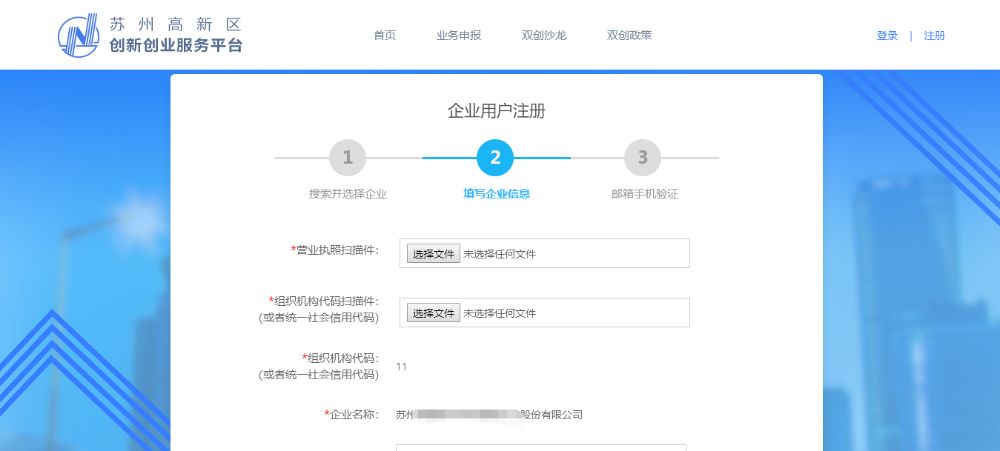 苏州高新区
创新创业服务平台
首页 业务申报 双创沙龙 双创政策 登录 | 注册
企业用户注册
1 2 3
搜索并选择企业 填写企业信息 邮箱手机验证
*营业执照扫描件： 选择文件 未选择任何文件
*组织机构代码扫描件：
(或者统一社会信用代码) 选择文件 未选择任何文件
*组织机构代码：
(或者统一社会信用代码) 11
*企业名称： 苏州 股份有限公司